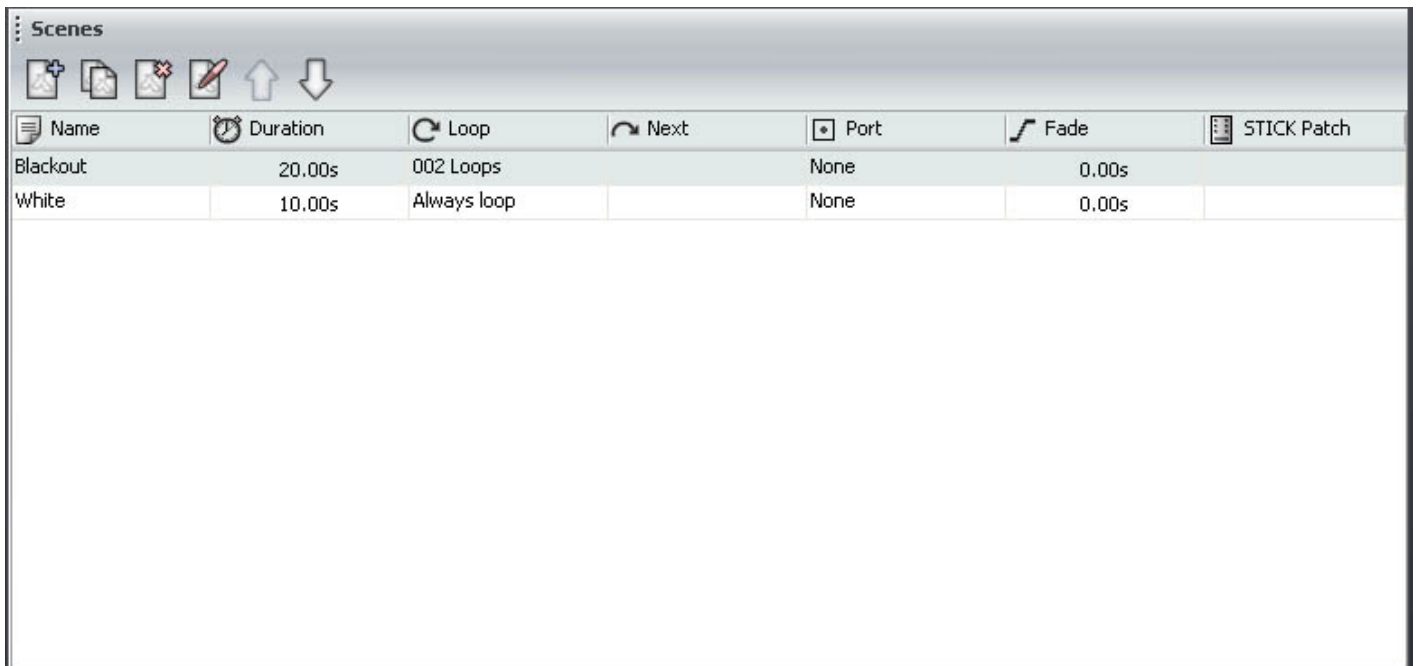 Scenes
Name Duration Loop Next Port Fade STICK Patch
Blackout 20.00s 002 Loops None 0.00s
White 10.00s Always loop None 0.00s